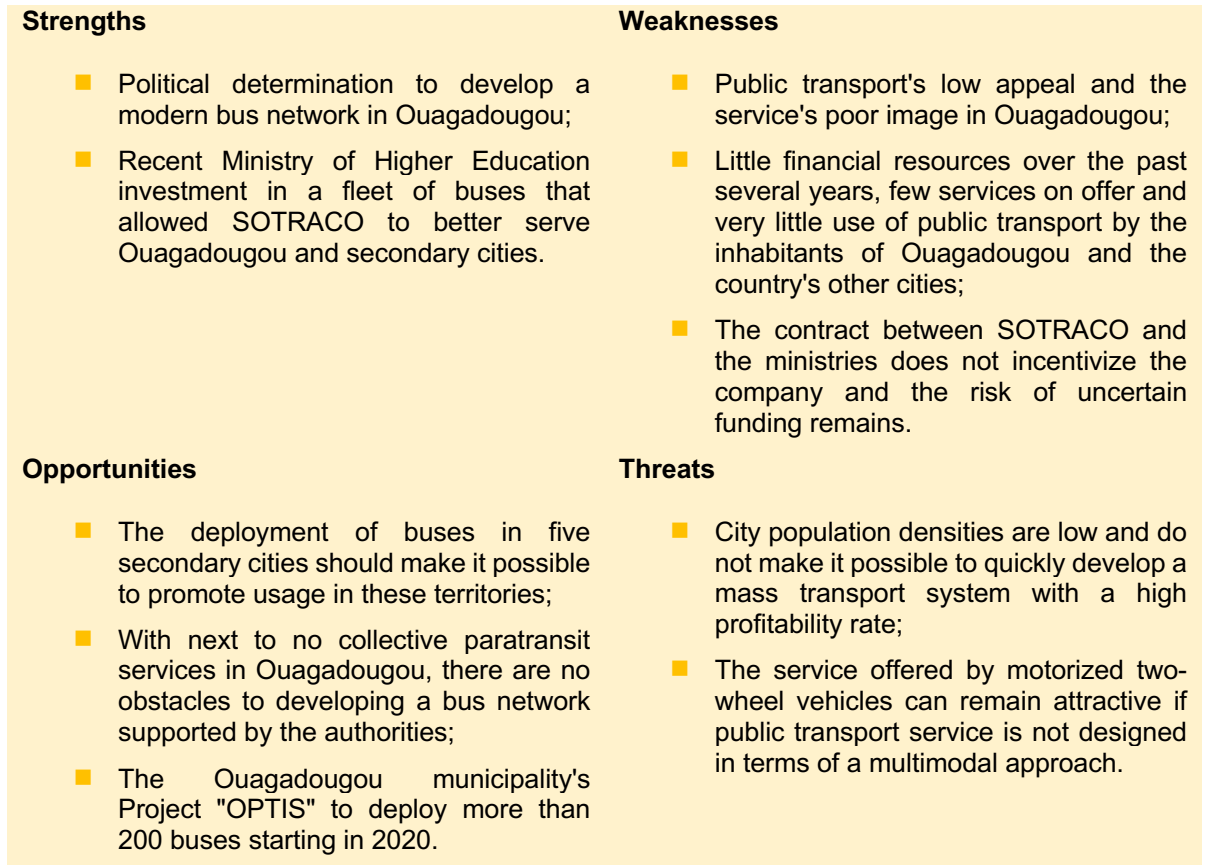 Strengths
Political determination to develop a
modern bus network in Ouagadougou;
Recent Ministry of Higher Education
investment in a fleet of buses that
allowed SOTRACO to better serve
Ouagadougou and secondary cities.
Weaknesses
Public transport's low appeal and the
service's poor image in Ouagadougou;
Little financial resources over the past
several years, few services on offer and
very little use of public transport by the
inhabitants of Ouagadougou and the
country's other cities;
The contract between SOTRACO and
the ministries does not incentivize the
company and the risk of uncertain
funding remains.
Opportunities
The deployment of buses in five
secondary cities should make it possible
to promote usage in these territories;
With next to no collective paratransit
services in Ouagadougou, there are no
obstacles to developing a bus network
supported by the authorities;
The Ouagadougou municipality's
Project "OPTIS" to deploy more than
200 buses starting in 2020.
Threats
City population densities are low and do
not make it possible to quickly develop a
mass transport system with a high
profitability rate;
The service offered by motorized two-
wheel vehicles can remain attractive if
public transport service is not designed
in terms of a multimodal approach.